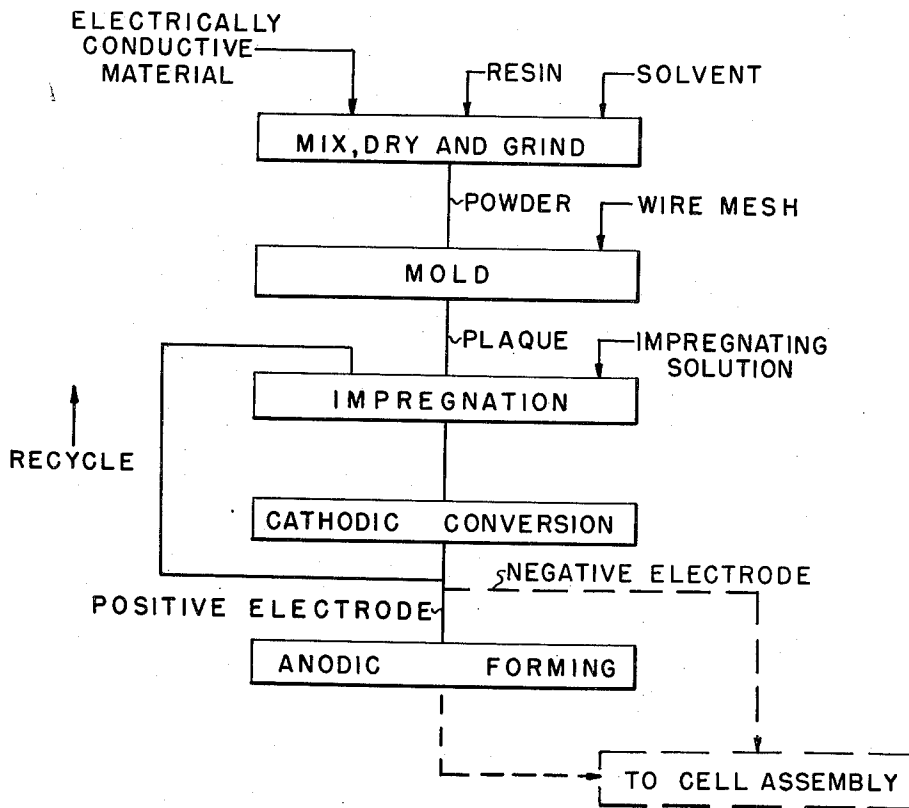 ELECTRICALLY
CONDUCTIVE
MATERIAL
RESIN
SOLVENT
MIX, DRY AND GRIND
POWDER
WIRE MESH
MOLD
PLAQUE
IMPREGNATING
SOLUTION
IMPREGNATION
RECYCLE
CATHODIC CONVERSION
NEGATIVE ELECTRODE
POSITIVE ELECTRODE
ANODIC FORMING
TO CELL ASSEMBLY